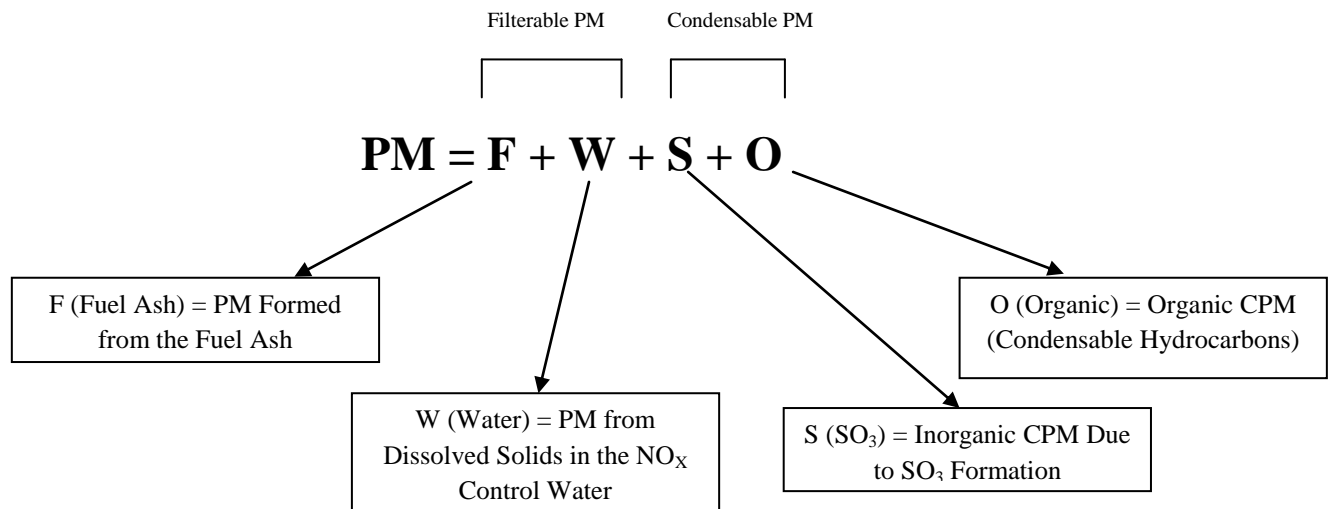 Filterable PM
Condensable PM
PM = F + W + S + O
F (Fuel Ash) = PM Formed
from the Fuel Ash
O (Organic) = Organic CPM
(Condensable Hydrocarbons)
W (Water) = PM from
Dissolved Solids in the NOX
Control Water
S (SO3) = Inorganic CPM Due
to SO3 Formation